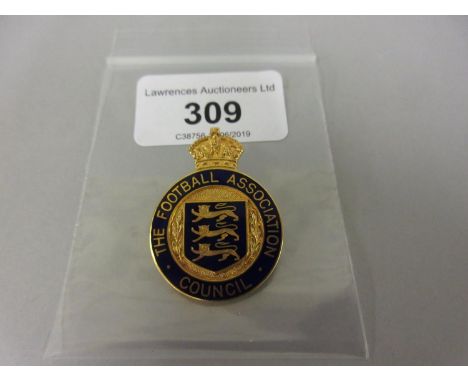 Lawrences Auctioneers Ltd
309
THE FOOTBALL ASSOCIATION
COUNCIL